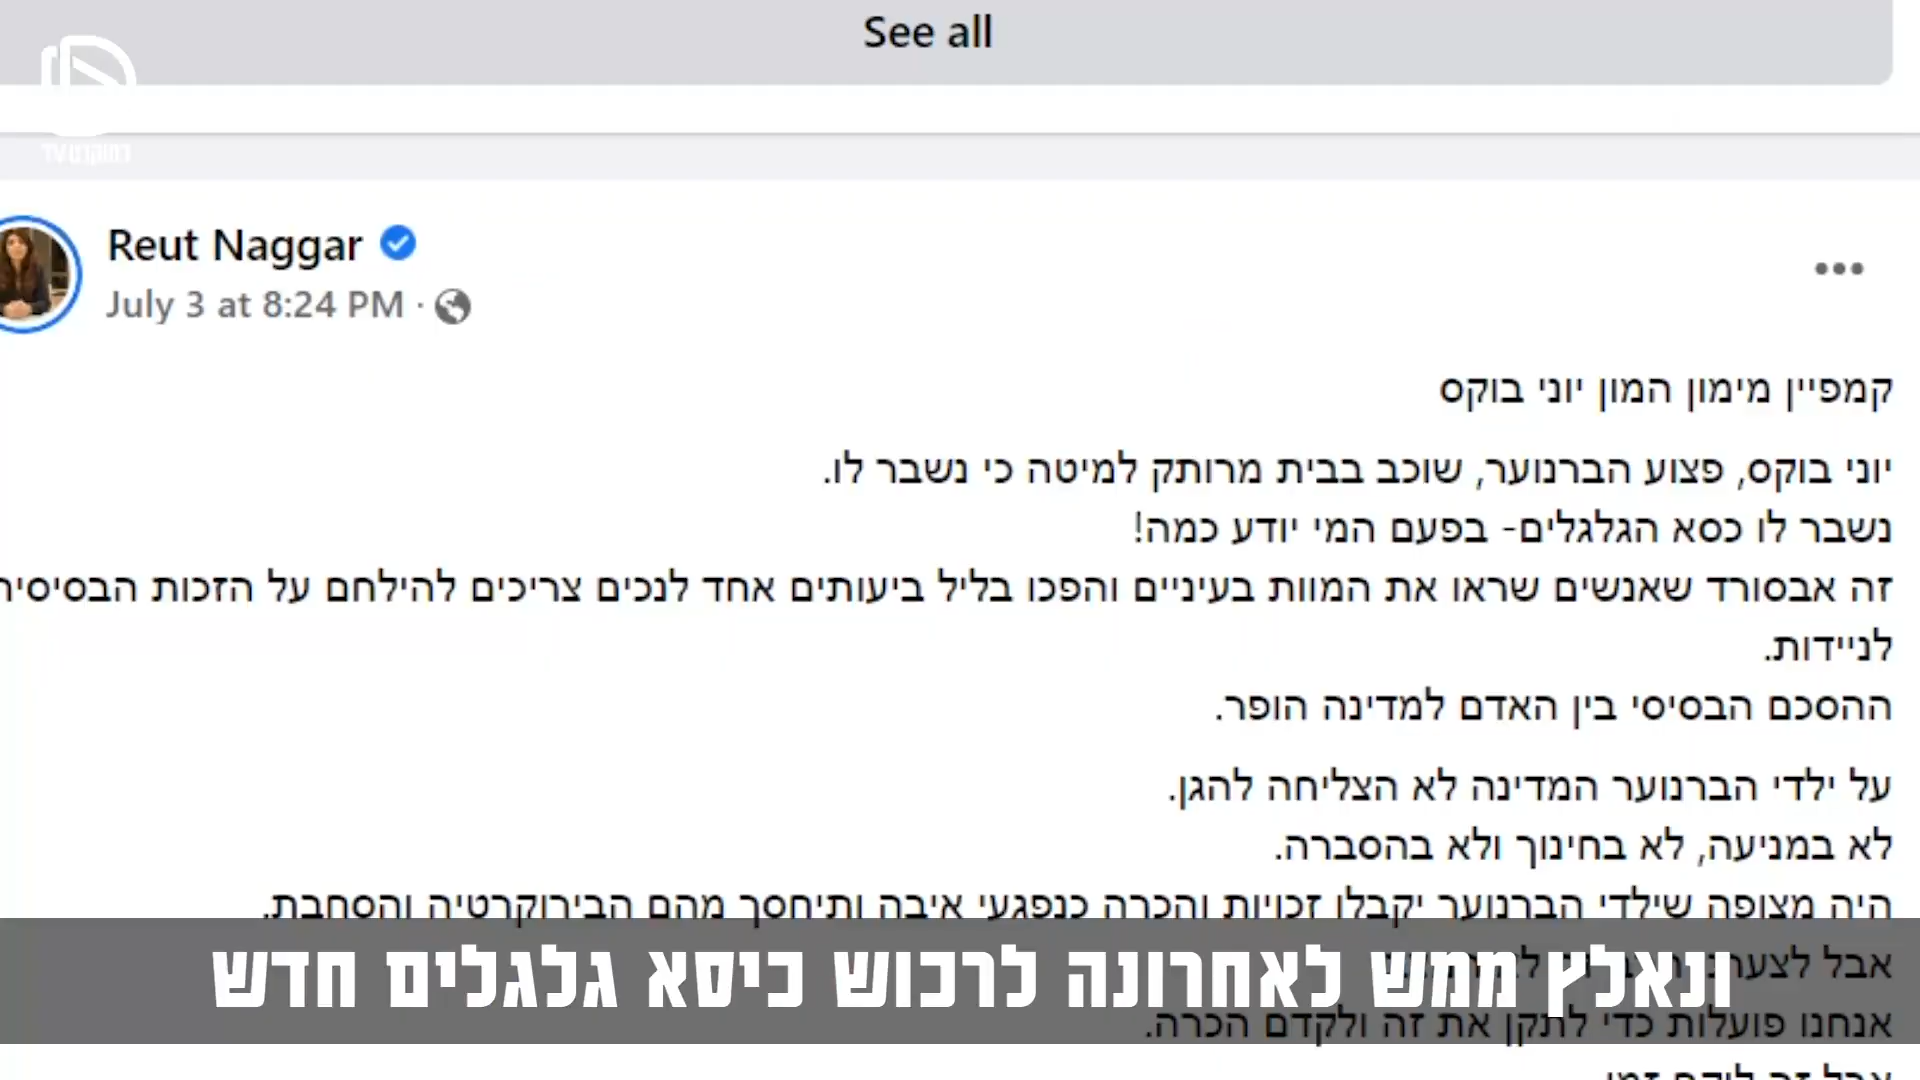 See all
דמוקרט TV
Reut Naggar
July 3 at 8:24 PM ·
קמפיין מימון המון יוני בוקס
יוני בוקס, פצוע הברנוער, שוכב בבית מרותק למיטה כי נשבר לו.
נשבר לו כסא הגלגלים- בפעם המי יודע כמה!
זה אבסורד שאנשים שראו את המוות בעיניים והפכו בליל ביעותים אחד לנכים צריכים להילחם על הזכות
לניידות.
ההסכם הבסיסי בין האדם למדינה הופר.
על ילדי הברנוער המדינה לא הצליחה להגן.
לא במניעה, לא בחינוך ולא בהסברה.
היה מצופה שילדי הברנוער יקבלו זכויות והכרה כנפגעי איבה ותיחסך מהם הבירוקרטיה והסחבת.
אבל
ונאלץ ממש לאחרונה לרכוש כיסא גלגלים חדש
אנחנו פועלות כדי לתקן את זה ולקדם הכרה.